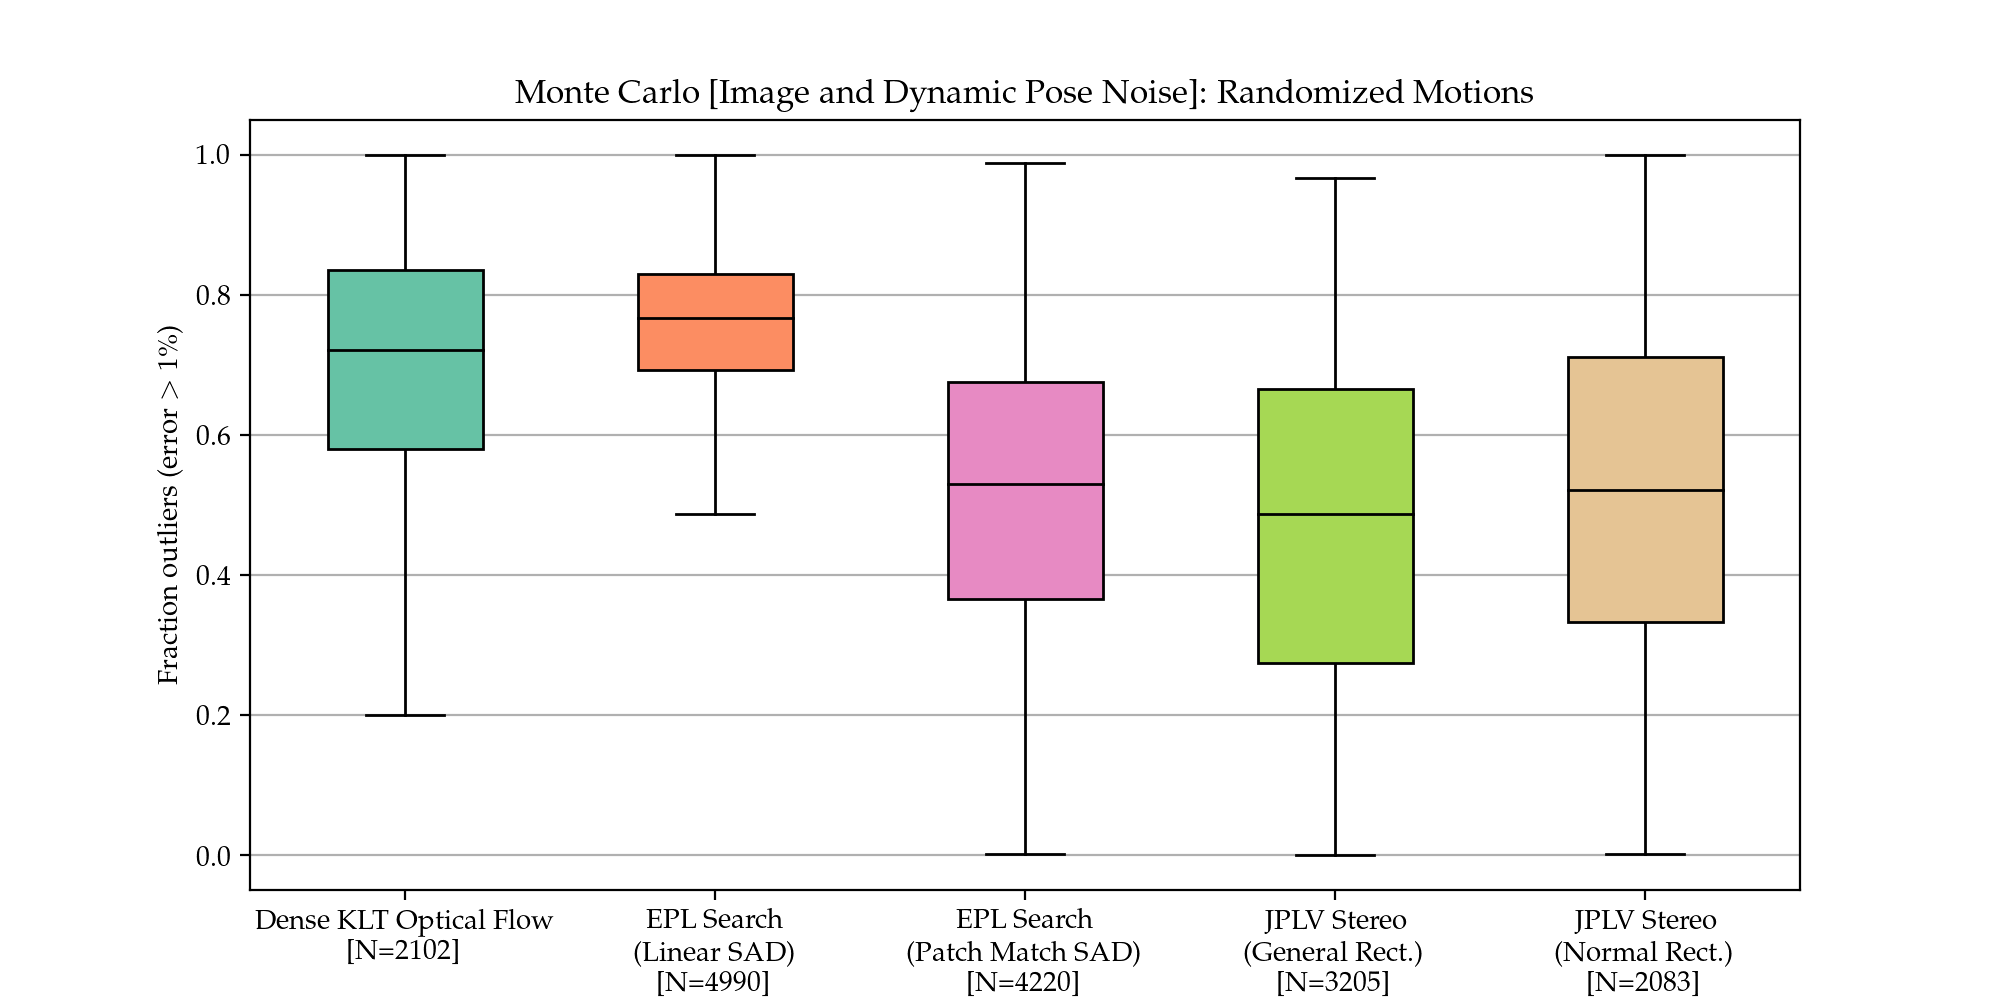 Monte Carlo [Image and Dynamic Pose Noise]: Randomized Motions
Fraction outliers (error > 1%)
1.0
0.8
0.6
0.4
0.2
0.0
Dense KLT Optical Flow
[N=2102]
EPL Search
(Linear SAD)
[N=4990]
EPL Search
(Patch Match SAD)
[N=4220]
JPLV Stereo
(General Rect.)
[N=3205]
JPLV Stereo
(Normal Rect.)
[N=2083]